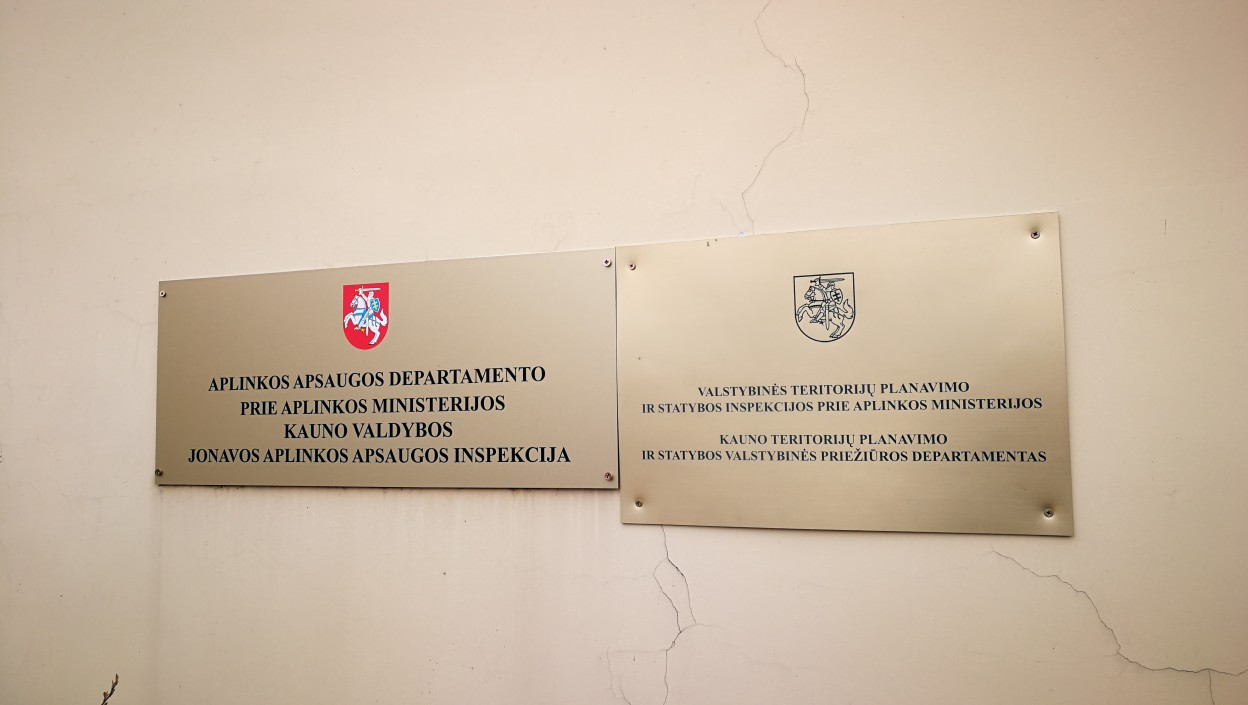 APLINKOS APSAUGOS DEPARTAMENTO
PRIE APLINKOS MINISTERIJOS
KAUNO VALDYBOS
JONAVOS APLINKOS APSAUGOS INSPEKCIJA
VALSTYBINĖS TERITORIJŲ PLANAVIMO
IR STATYBOS INSPEKCIJOS PRIE APLINKOS MINISTERIJOS
KAUNO TERITORIJŲ PLANAVIMO
IR STATYBOS VALSTYBINĖS PRIEŽIŪROS DEPARTAMENTAS